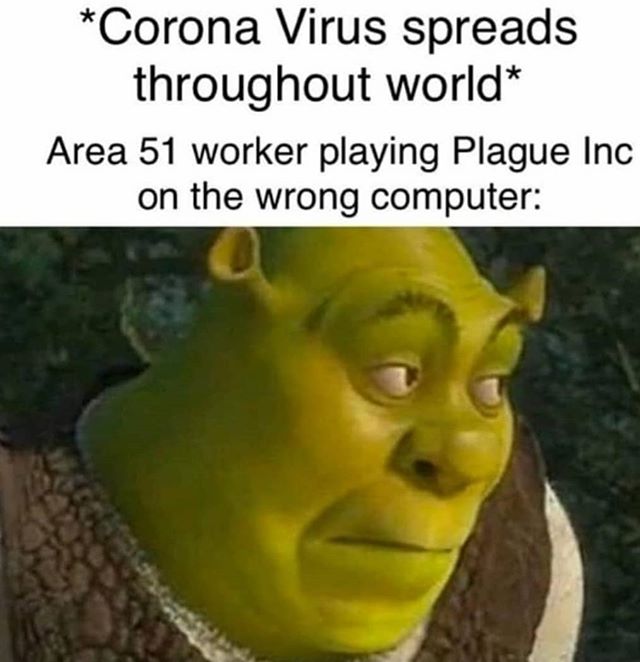 *Corona Virus spreads
throughout world*
Area 51 worker playing Plague Inc
on the wrong computer: